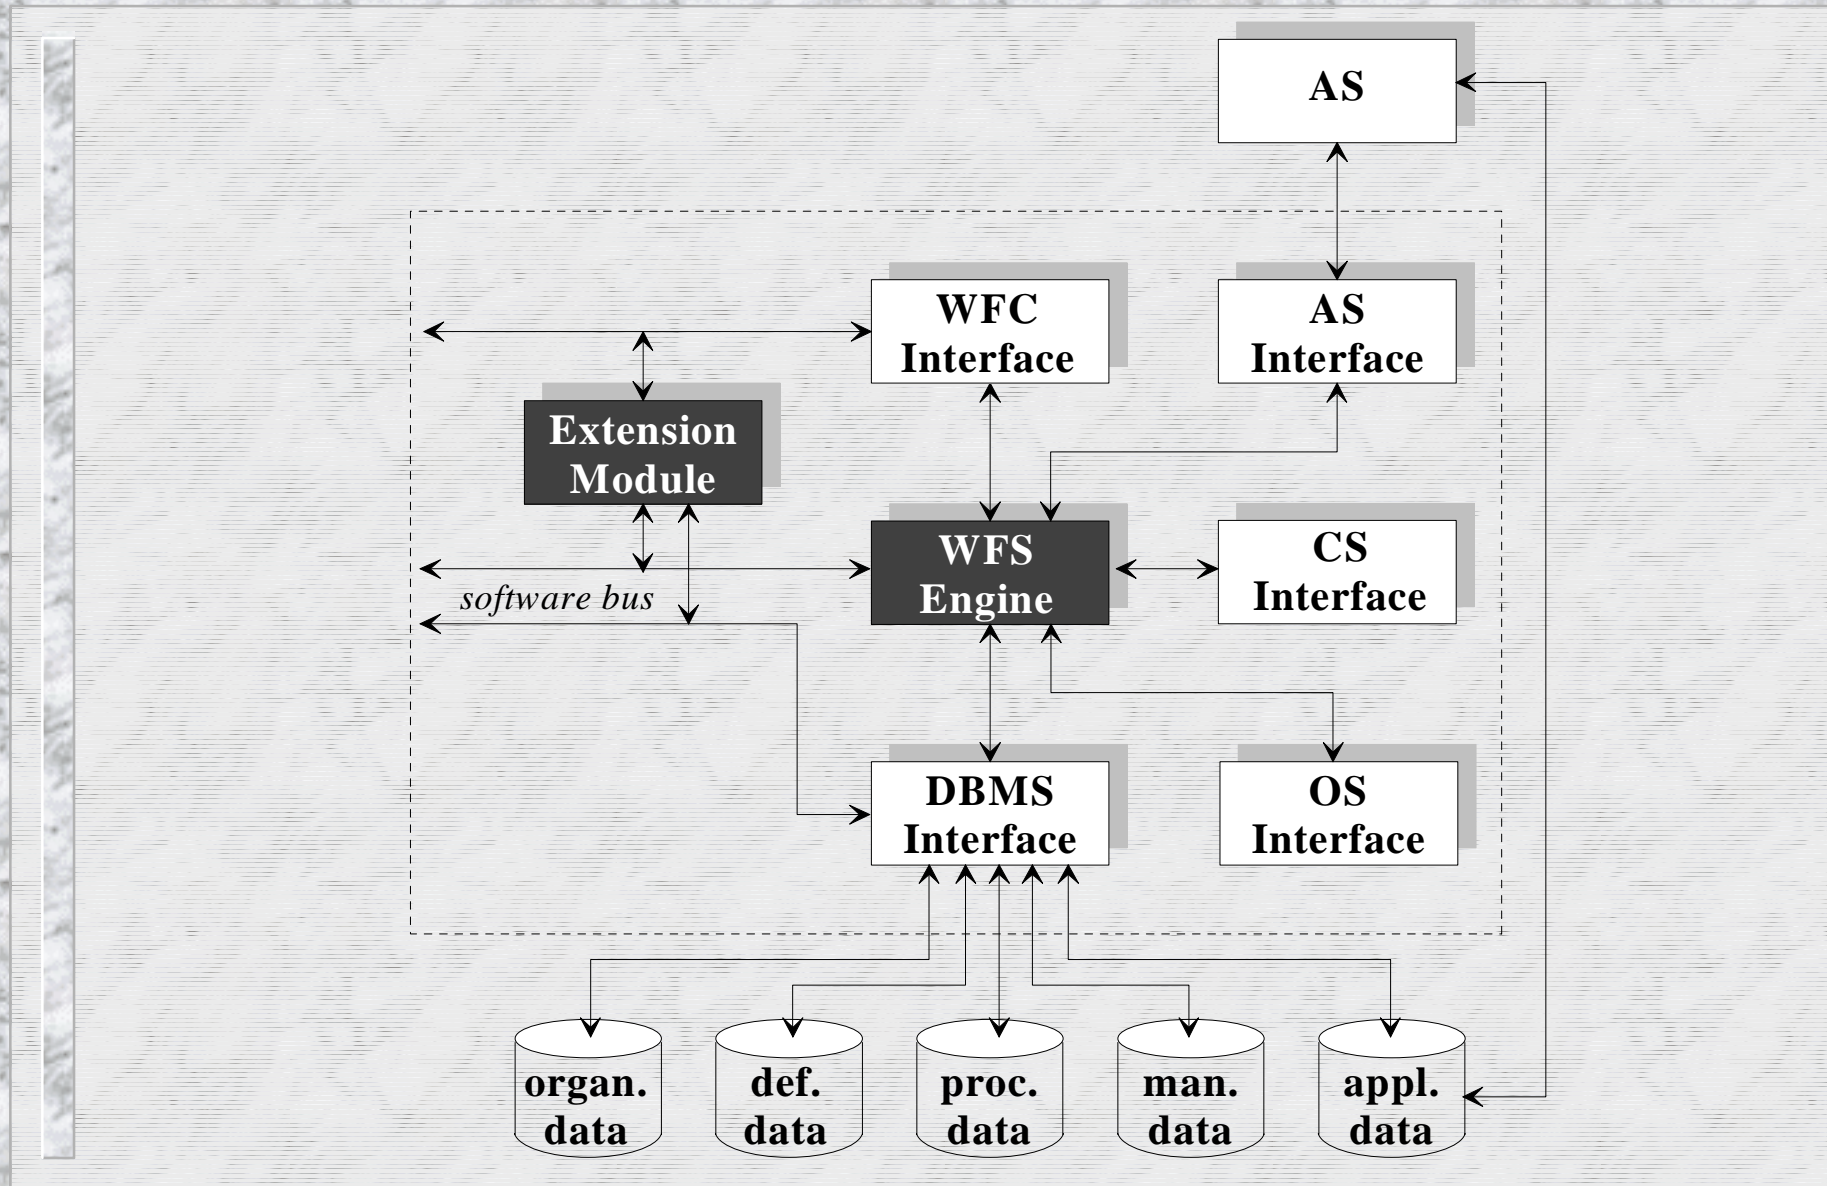 AS
WFC
Interface
AS
Interface
Extension
Module
WFS
Engine
CS
Interface
software bus
DBMS
Interface
OS
Interface
organ.
data
def.
data
proc.
data
man.
data
appl.
data